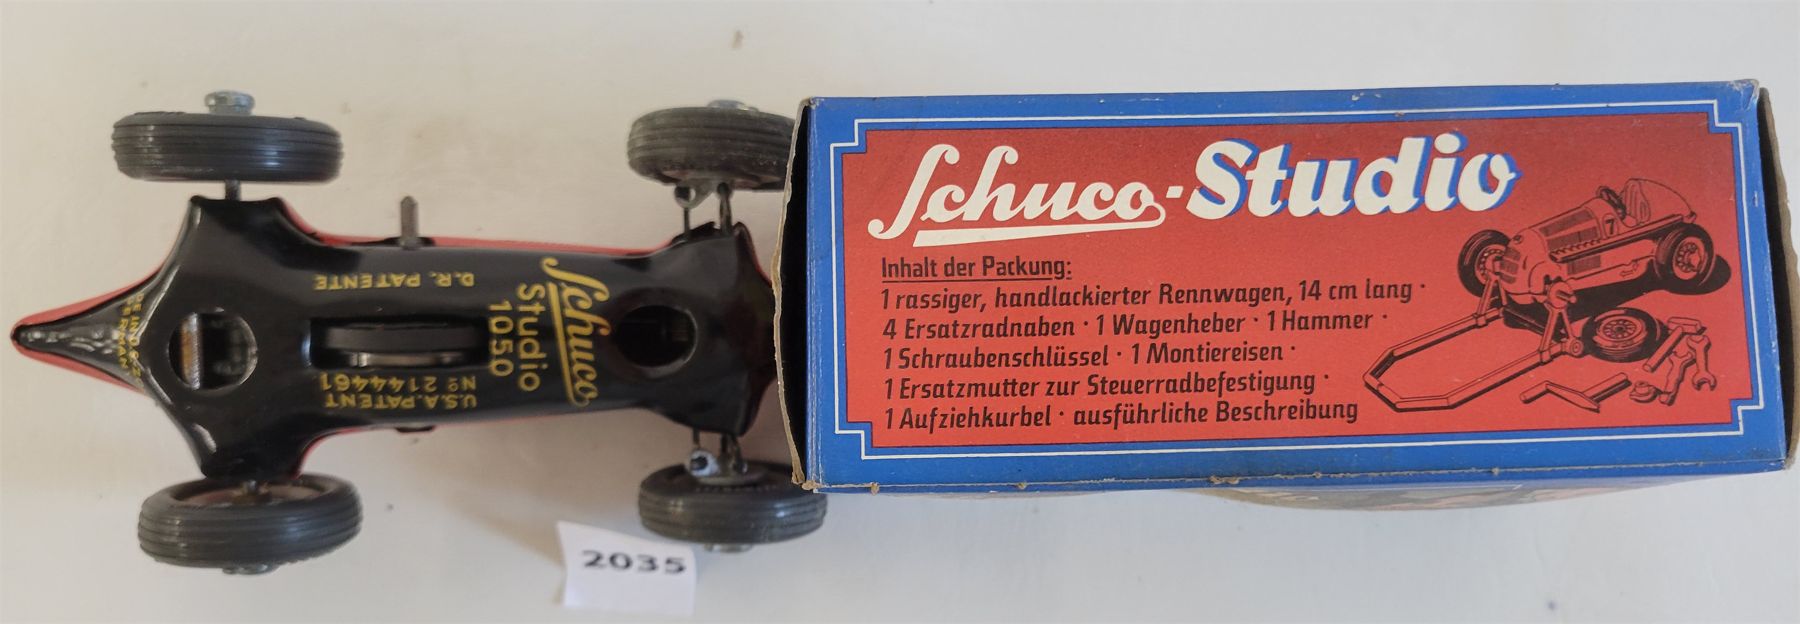 Schuco-Studio
Inhalt der Packung:
1 rassiger, handlackierter Rennwagen, 14 cm lang ·
4 Ersatzradnaben · 1 Wagenheber · 1 Hammer ·
1 Schraubenschlüssel · 1 Montiereisen ·
1 Ersatzmutter zur Steuerradbefestigung ·
1 Aufziehkurbel · ausführliche Beschreibung
7
Schuco
Studio
1050
D.R. PATENTE
U.S.A. PATENT
Nº 2144461
2035